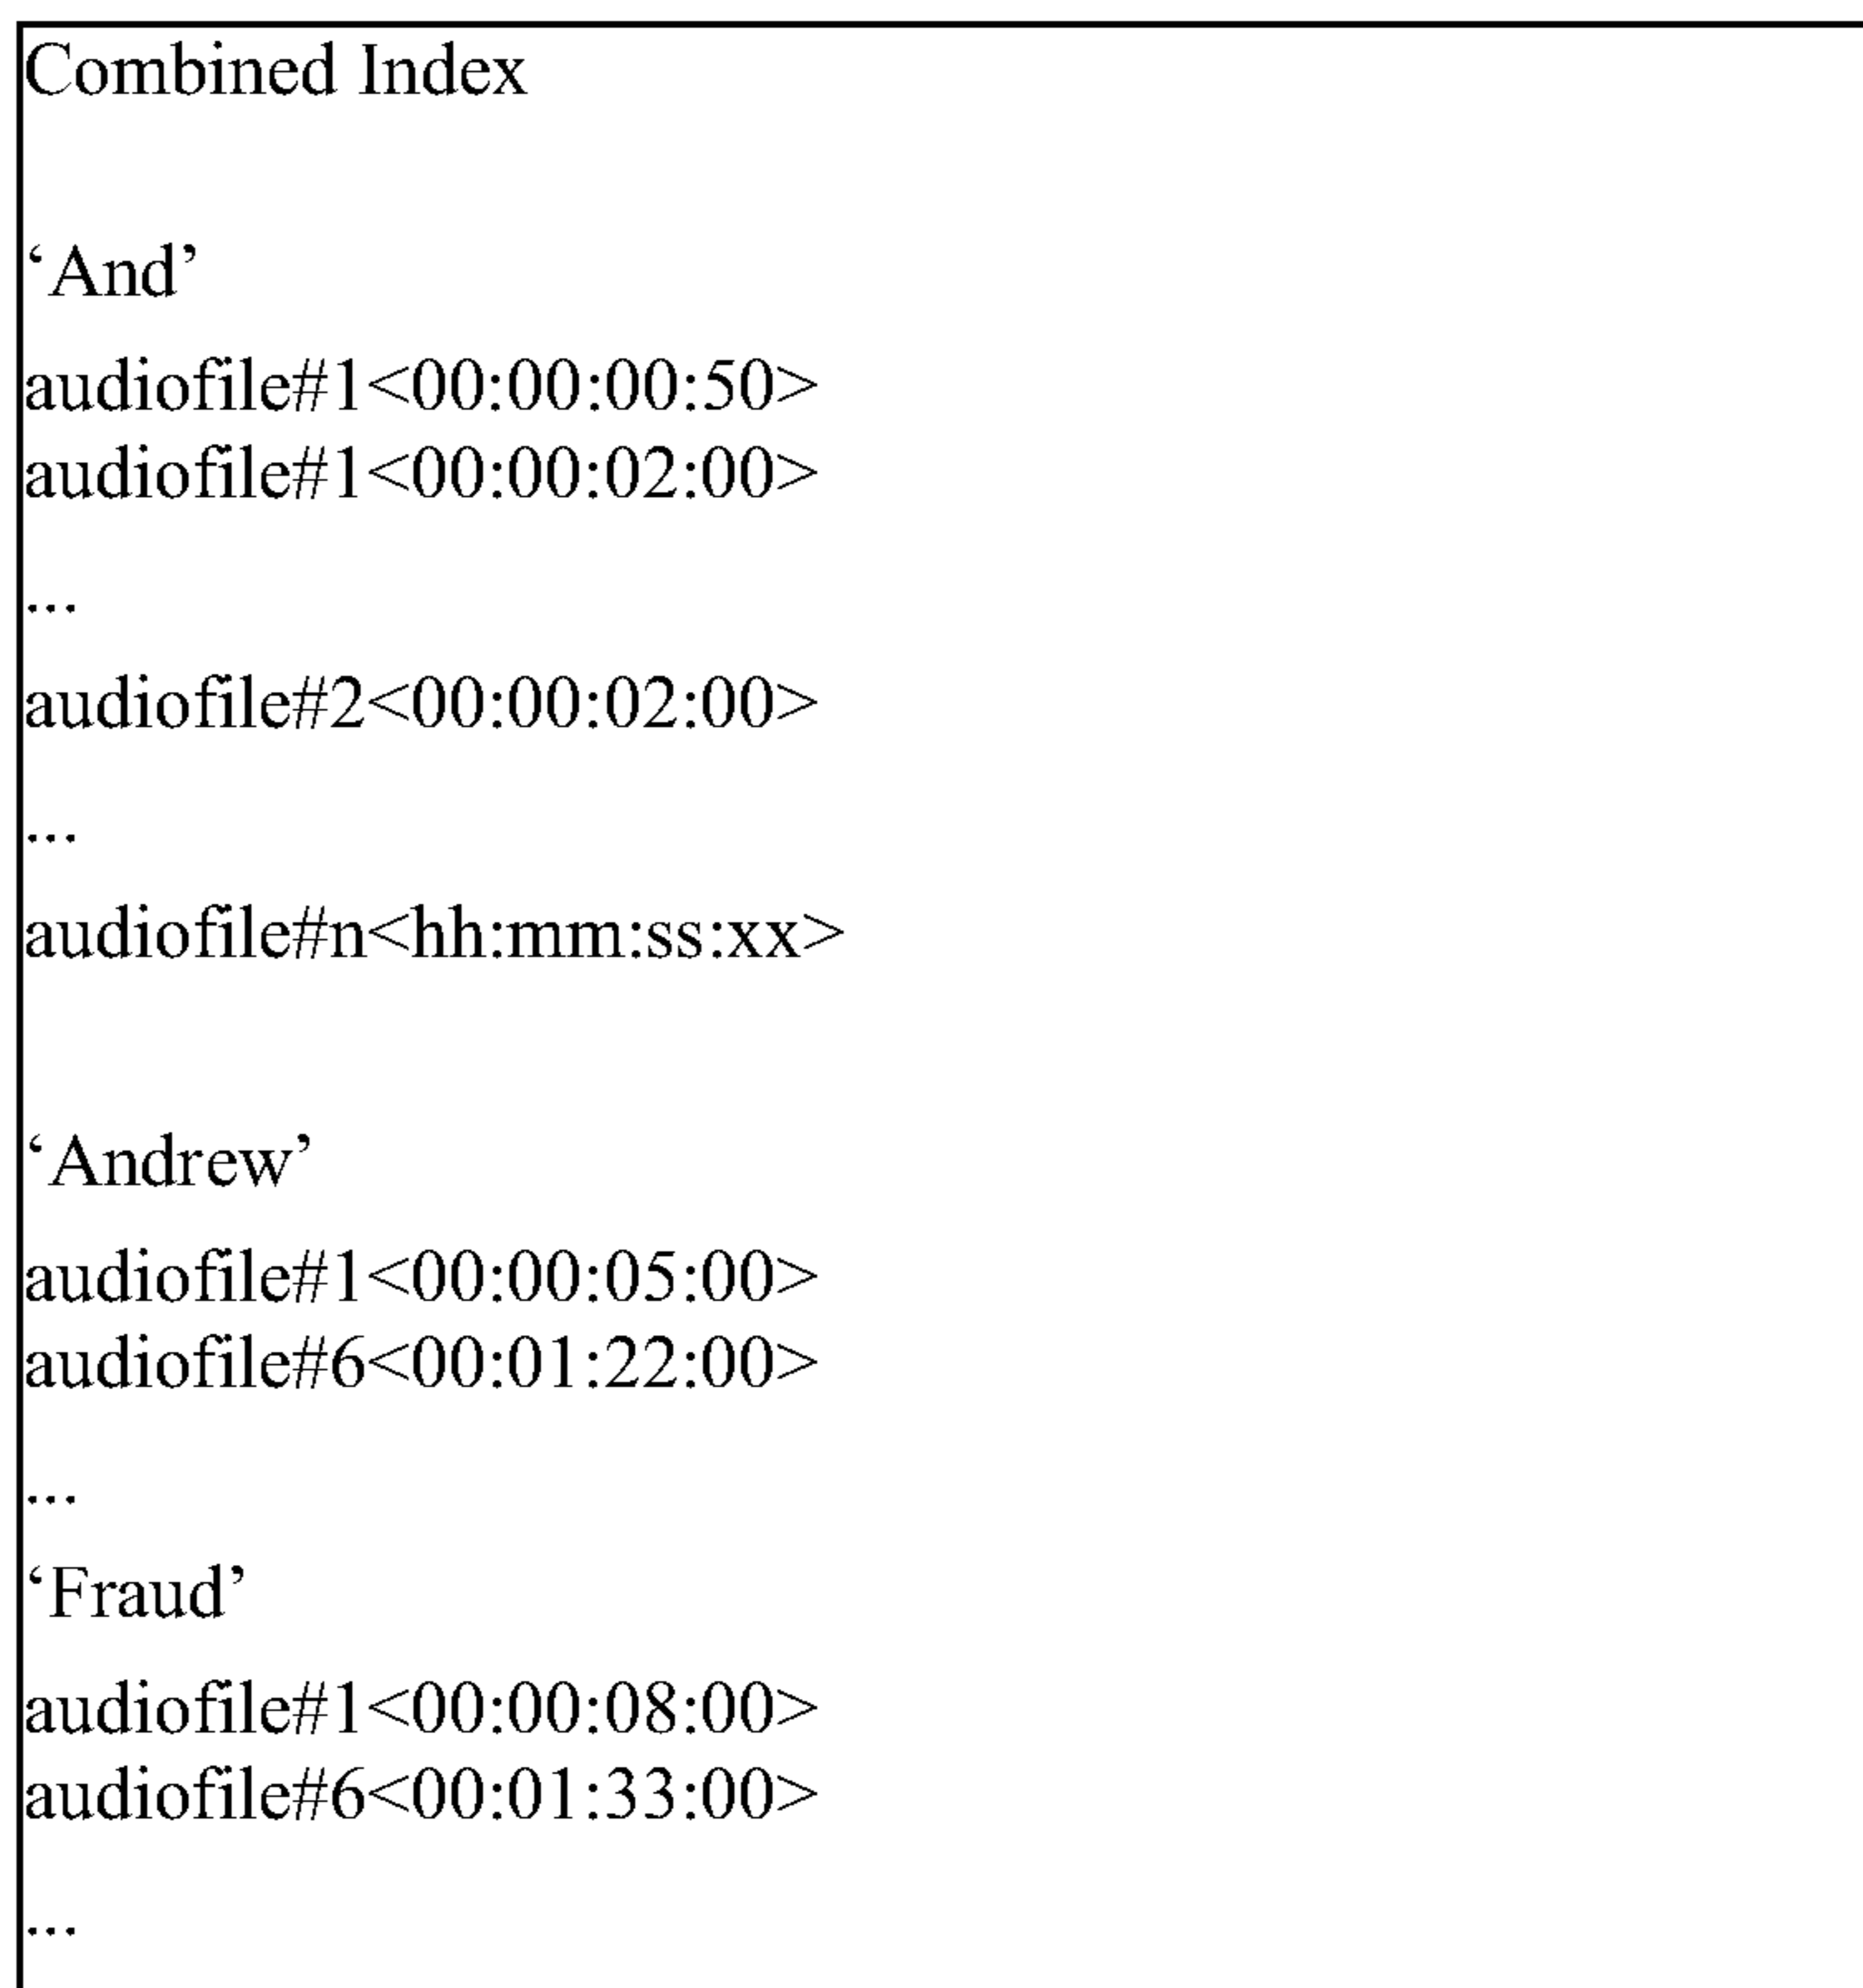 Combined Index
‘And’
audiofile#1<00:00:00:50>
audiofile#1<00:00:02:00>
...
audiofile#2<00:00:02:00>
...
audiofile#n<hh:mm:ss:xx>
‘Andrew’
audiofile#1<00:00:05:00>
audiofile#6<00:01:22:00>
...
‘Fraud’
audiofile#1<00:00:08:00>
audiofile#6<00:01:33:00>
...